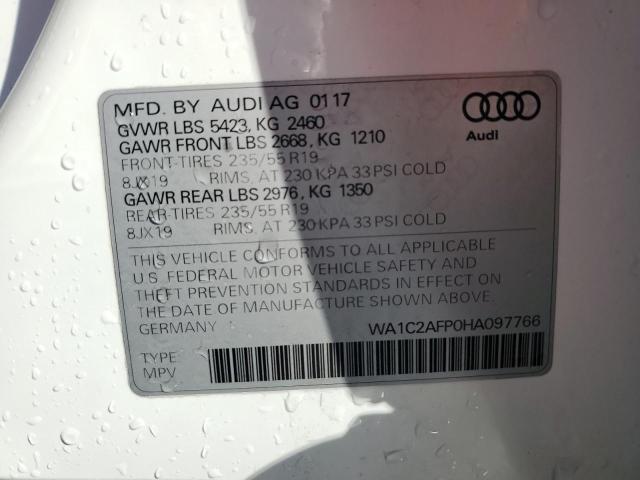 MFD. BY AUDI AG 01 17
GVWR LBS 5423, KG 2460
GAWR FRONT LBS 2668, KG 1210
FRONT-TIRES 235/55 R19
8JX19 RIMS, AT 230 KPA 33 PSI COLD
GAWR REAR LBS 2976, KG 1350
REAR-TIRES 235/55 R19
8JX19 RIMS, AT 230 KPA 33 PSI COLD
Audi
THIS VEHICLE CONFORMS TO ALL APPLICABLE
U.S. FEDERAL MOTOR VEHICLE SAFETY AND
THEFT PREVENTION STANDARDS IN EFFECT ON
THE DATE OF MANUFACTURE SHOWN ABOVE.
GERMANY WA1C2AFP0HA097766
TYPE
MPV